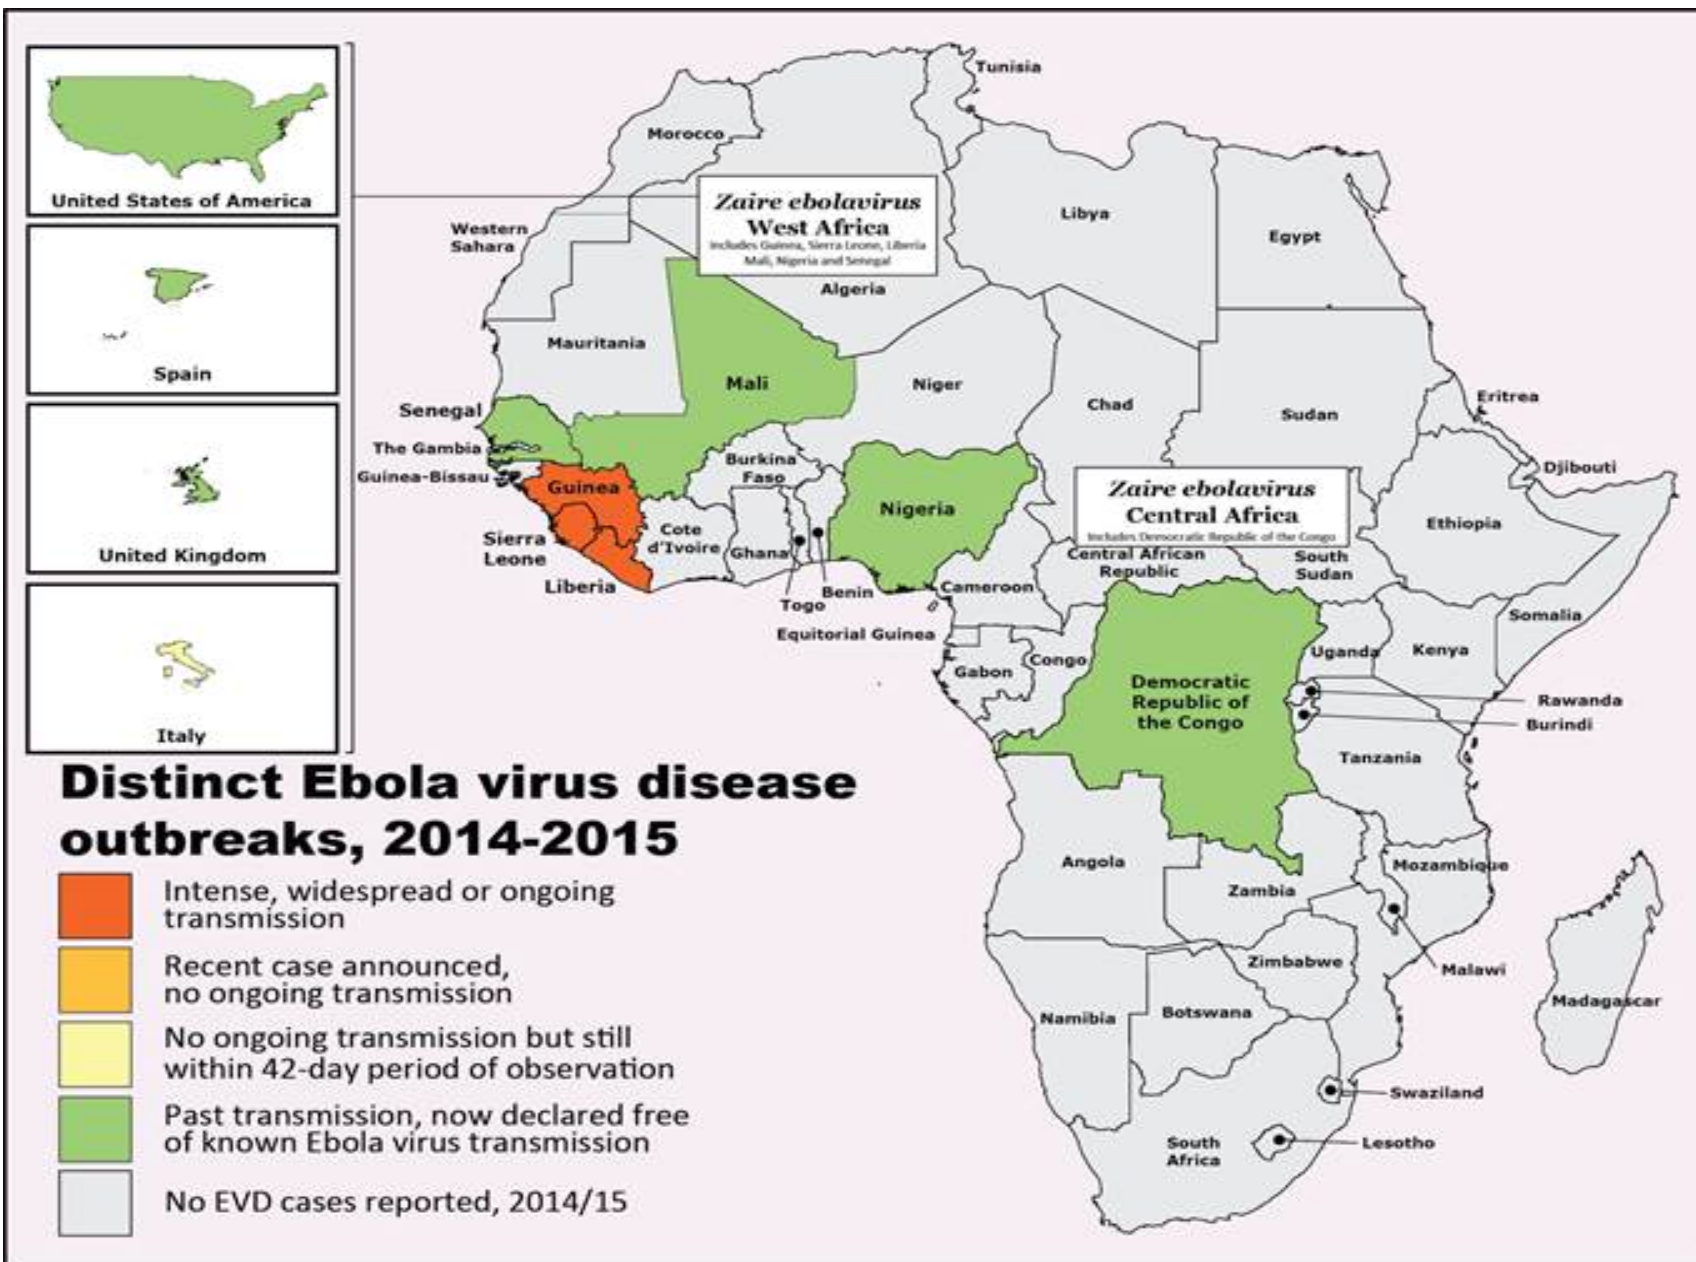 United States of America
Spain
United Kingdom
Italy
Tunisia
Morocco
Zaire ebolavirus
West Africa
Includes Guinea, Sierra Leone, Liberia
Mali, Nigeria and Senegal
Western
Sahara
Libya
Egypt
Algeria
Mauritania
Mali
Niger
Chad
Sudan
Eritrea
Senegal
The Gambia
Guinea-Bissau
Burkina
Faso
Djibouti
Guinea
Nigeria
Zaire ebolavirus
Central Africa
Includes Democratic Republic of the Congo
Ethiopia
Sierra
Leone
Cote
d'Ivoire
Ghana
Central African
Republic
South
Sudan
Liberia
Togo
Benin
Cameroon
Somalia
Equitorial Guinea
Gabon
Congo
Uganda
Kenya
Democratic
Republic of
the Congo
Rawanda
Burindi
Tanzania
Distinct Ebola virus disease
outbreaks, 2014-2015
Intense, widespread or ongoing
transmission
Recent case announced,
no ongoing transmission
No ongoing transmission but still
within 42-day period of observation
Past transmission, now declared free
of known Ebola virus transmission
No EVD cases reported, 2014/15
Angola
Zambia
Mozambique
Malawi
Zimbabwe
Madagascar
Namibia
Botswana
Swaziland
South
Africa
Lesotho